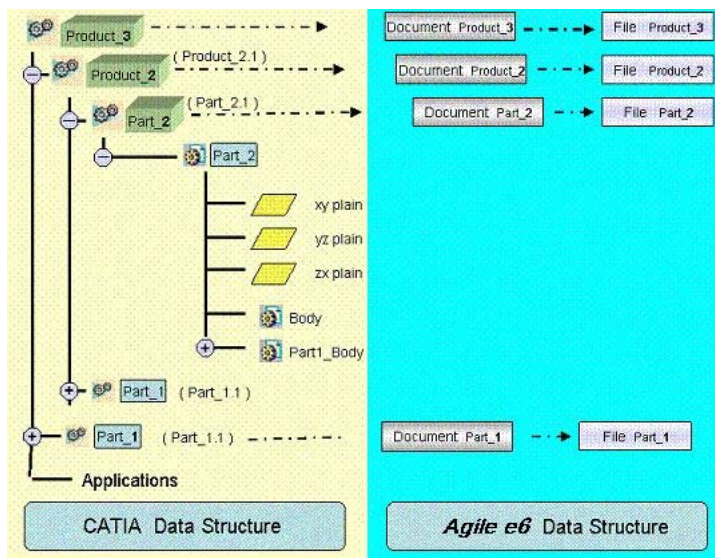 Product_3
Document Product_3
File Product_3
Product_2
( Product_2.1 )
Document Product_2
File Product_2
Part_2
( Part_2.1 )
Document Part_2
File Part_2
Part_2
xy plain
yz plain
zx plain
Body
Part1_Body
Part_1
( Part_1.1 )
Part_1
( Part_1.1 )
Document Part_1
File Part_1
Applications
CATIA Data Structure
Agile e6 Data Structure